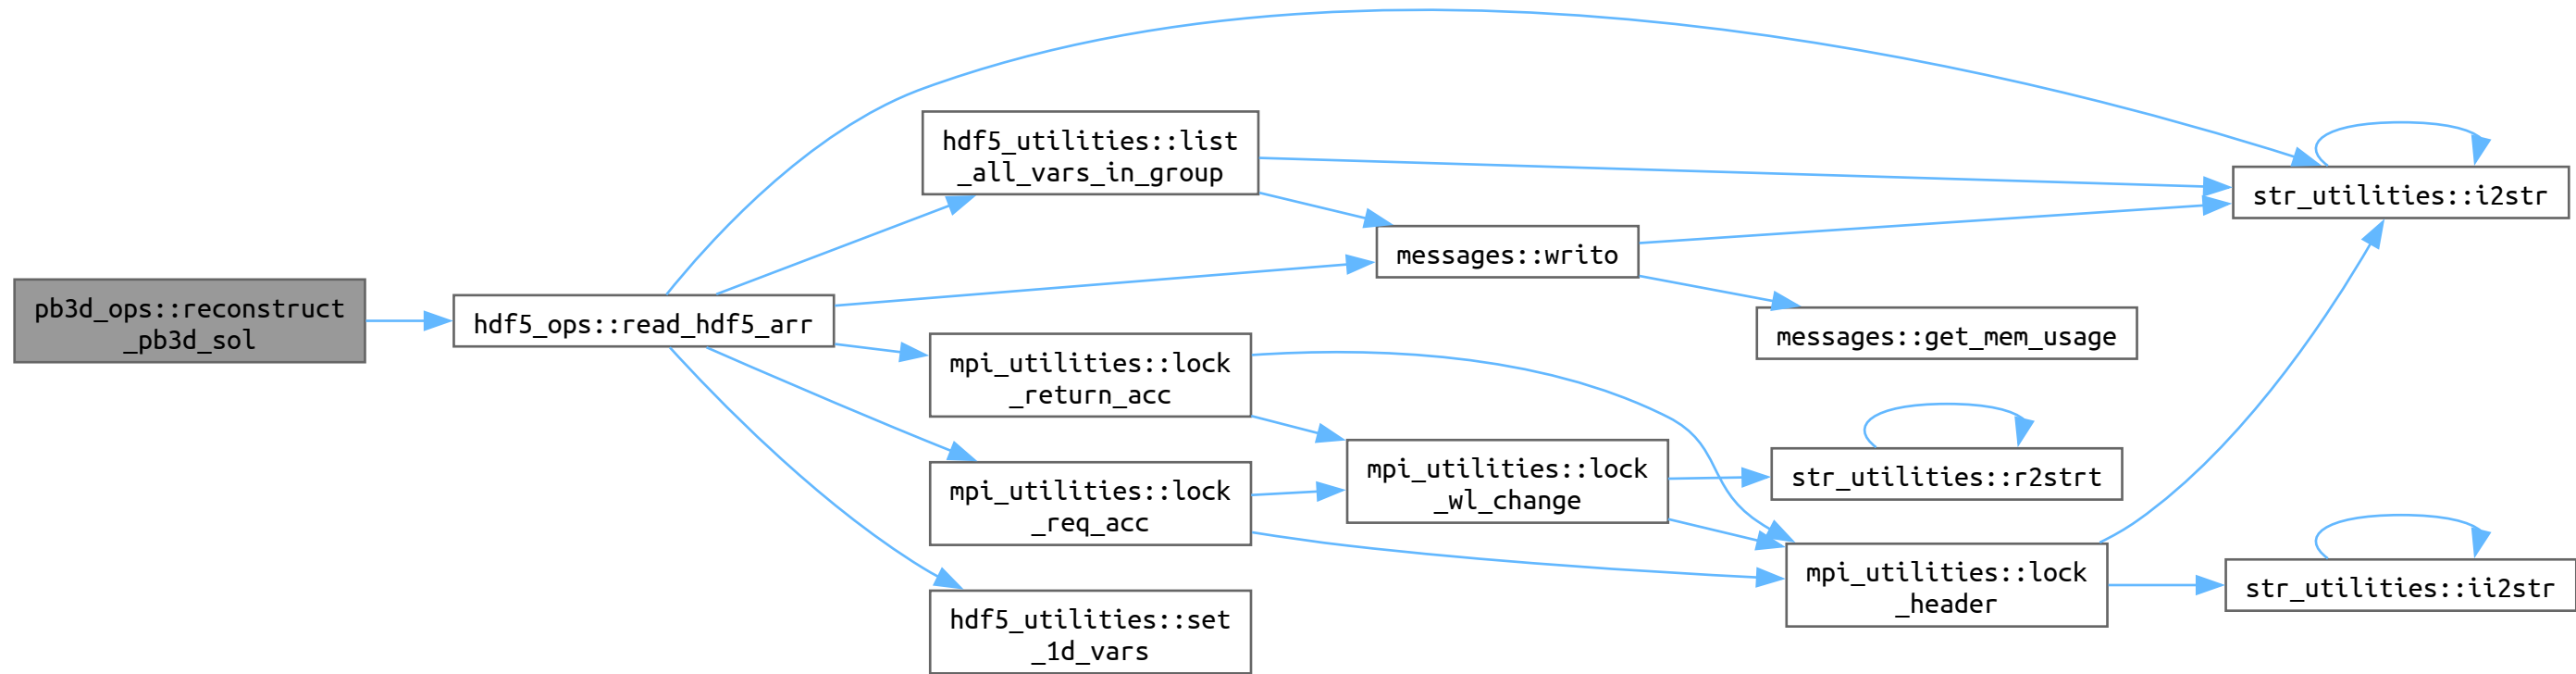 pb3d_ops::reconstruct
_pb3d_sol
hdf5_ops::read_hdf5_arr
hdf5_utilities::list
_all_vars_in_group
messages::writo
str_utilities::i2str
messages::get_mem_usage
mpi_utilities::lock
_return_acc
mpi_utilities::lock
_req_acc
mpi_utilities::lock
_wl_change
str_utilities::r2strt
mpi_utilities::lock
_header
str_utilities::ii2str
hdf5_utilities::set
_1d_vars